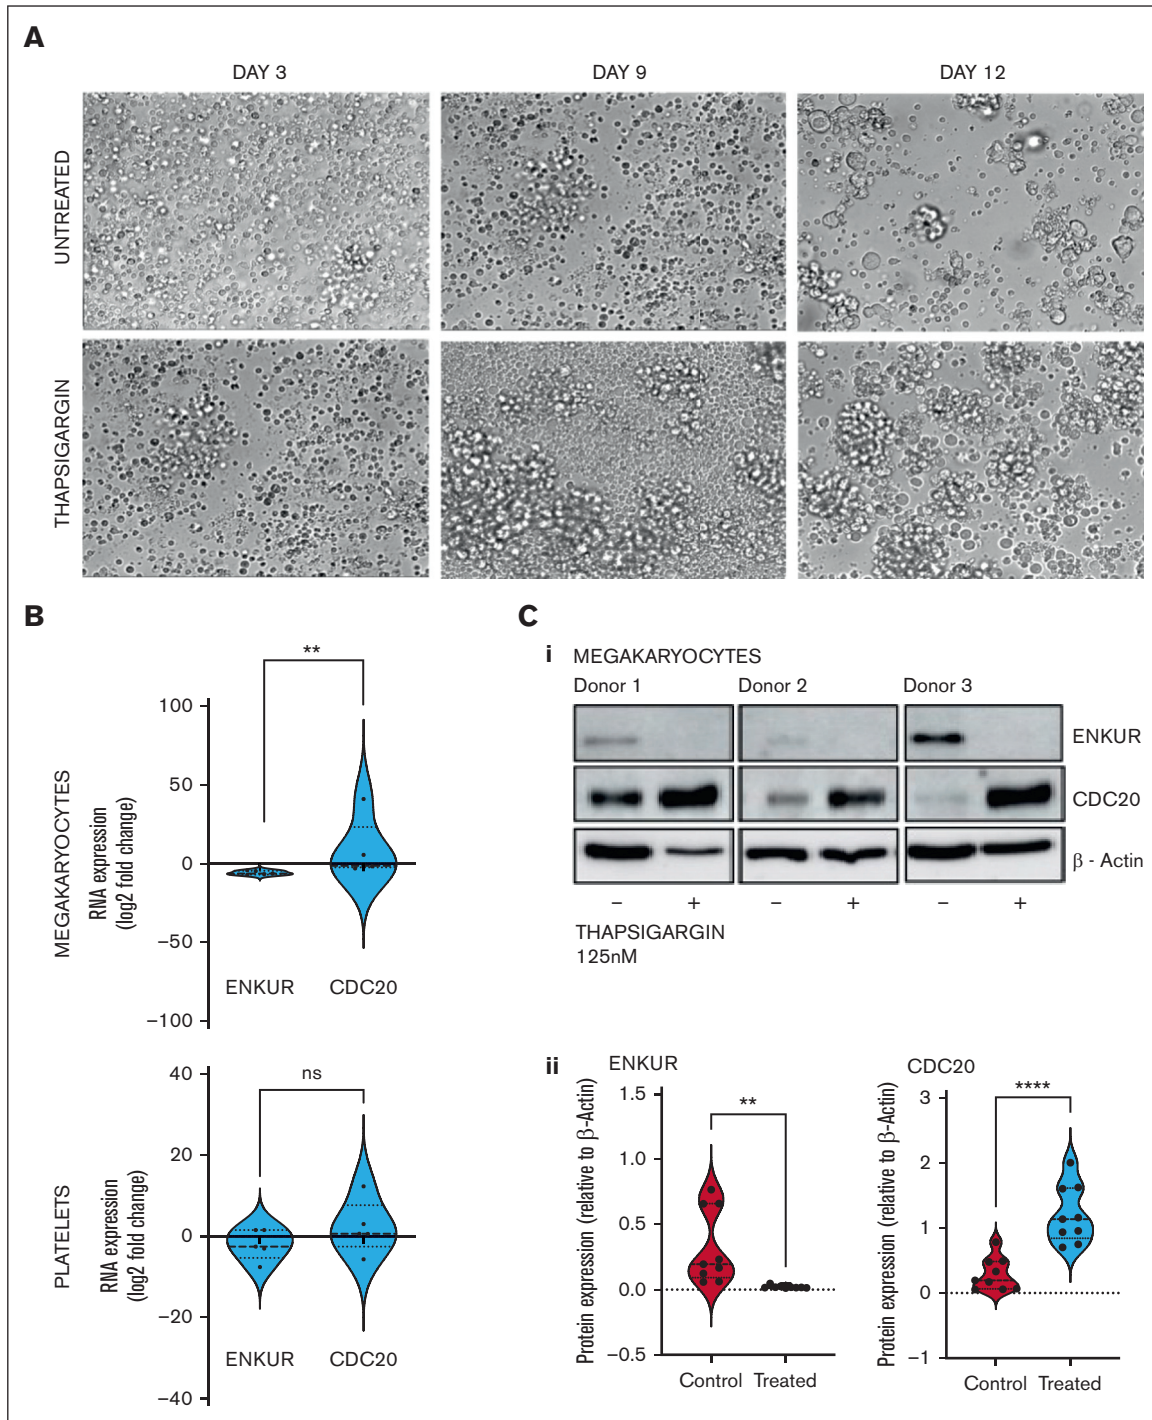 A
DAY 3 DAY 9 DAY 12
UNTREATED
THAPSIGARGIN
B
**
MEGAKARYOCYTES
RNA expression
(log2 fold change)
100
50
0
−50
−100
ENKUR CDC20
ns
PLATELETS
RNA expression
(log2 fold change)
40
20
0
−20
−40
ENKUR CDC20
C
i MEGAKARYOCYTES
Donor 1 Donor 2 Donor 3
ENKUR
CDC20
β - Actin
− + − + − +
THAPSIGARGIN
125nM
ii ENKUR
Protein expression (relative to β-Actin)
1.5
1.0
0.5
0.0
−0.5
**
Control Treated
CDC20
Protein expression (relative to β-Actin)
3
2
1
0
−1
****
Control Treated